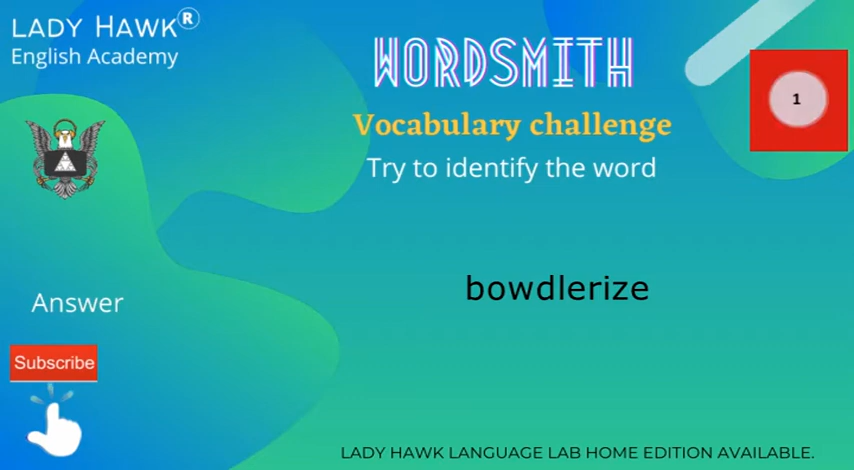 LADY HAWK®
English Academy
WORDSMITH
Vocabulary challenge
Try to identify the word
1
bowdlerize
Answer
Subscribe
LADY HAWK LANGUAGE LAB HOME EDITION AVAILABLE.